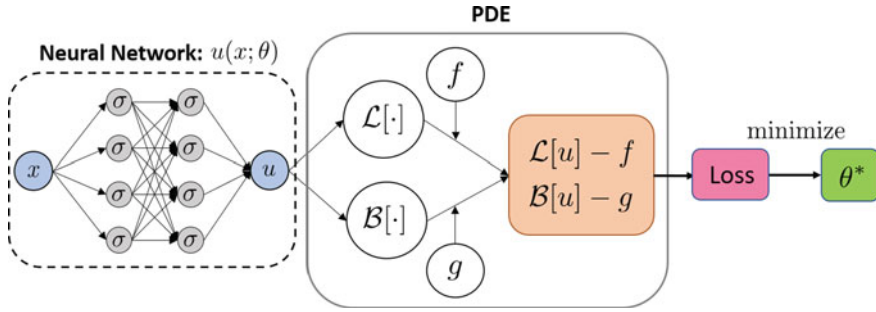 PDE
Neural Network: u(x; θ)
x
σ
σ
σ
σ
σ
σ
σ
σ
u
ℒ[·]
ℬ[·]
f
g
ℒ[u] − f
ℬ[u] − g
Loss
minimize
θ*